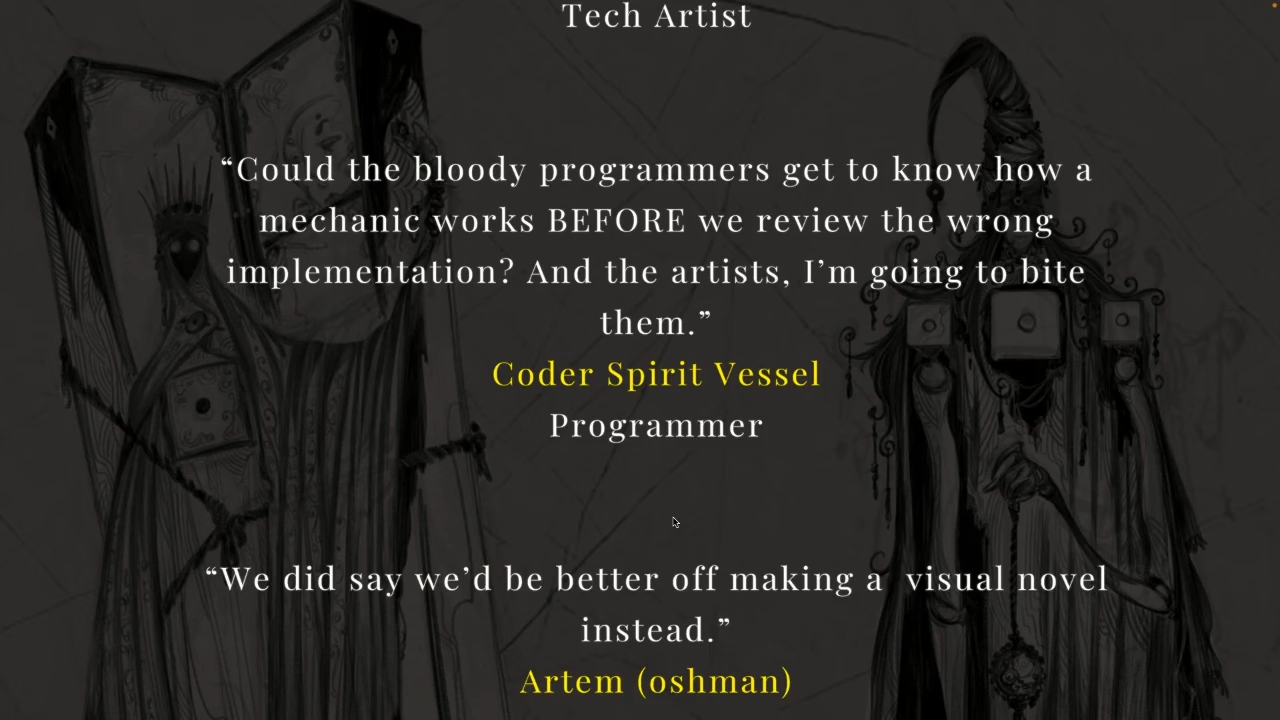 Tech Artist
“Could the bloody programmers get to know how a
mechanic works BEFORE we review the wrong
implementation? And the artists, I’m going to bite
them.”
Coder Spirit Vessel
Programmer
“We did say we’d be better off making a  visual novel
instead.”
Artem (oshman)